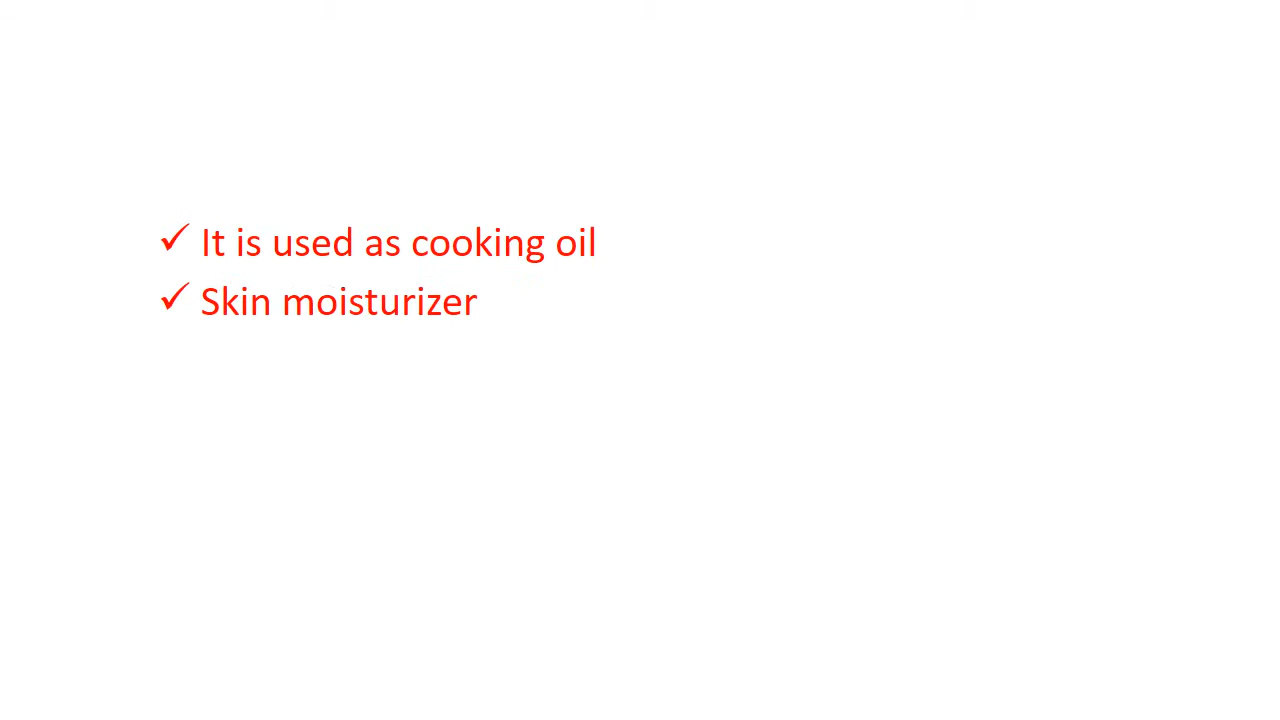 ✓ It is used as cooking oil
✓ Skin moisturizer